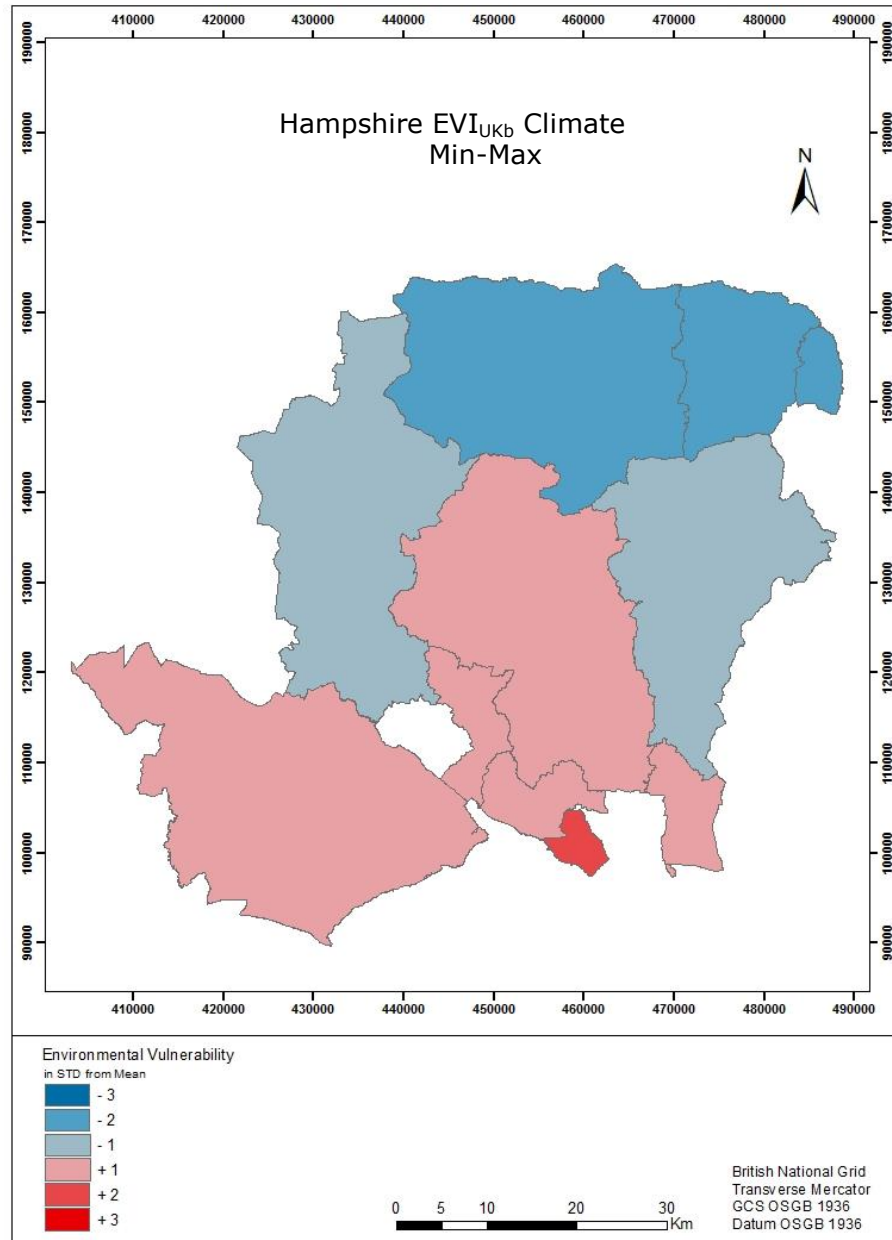 410000 420000 430000 440000 450000 460000 470000 480000 490000
190000 190000
180000 180000
170000 170000
160000 160000
150000 150000
140000 140000
130000 130000
120000 120000
110000 110000
100000 100000
90000 90000
Hampshire EVIUKb Climate
Min-Max
N
410000 420000 430000 440000 450000 460000 470000 480000 490000
Environmental Vulnerability
in STD from Mean
- 3
- 2
- 1
+ 1
+ 2
+ 3
0 5 10 20 30
Km
British National Grid
Transverse Mercator
GCS OSGB 1936
Datum OSGB 1936